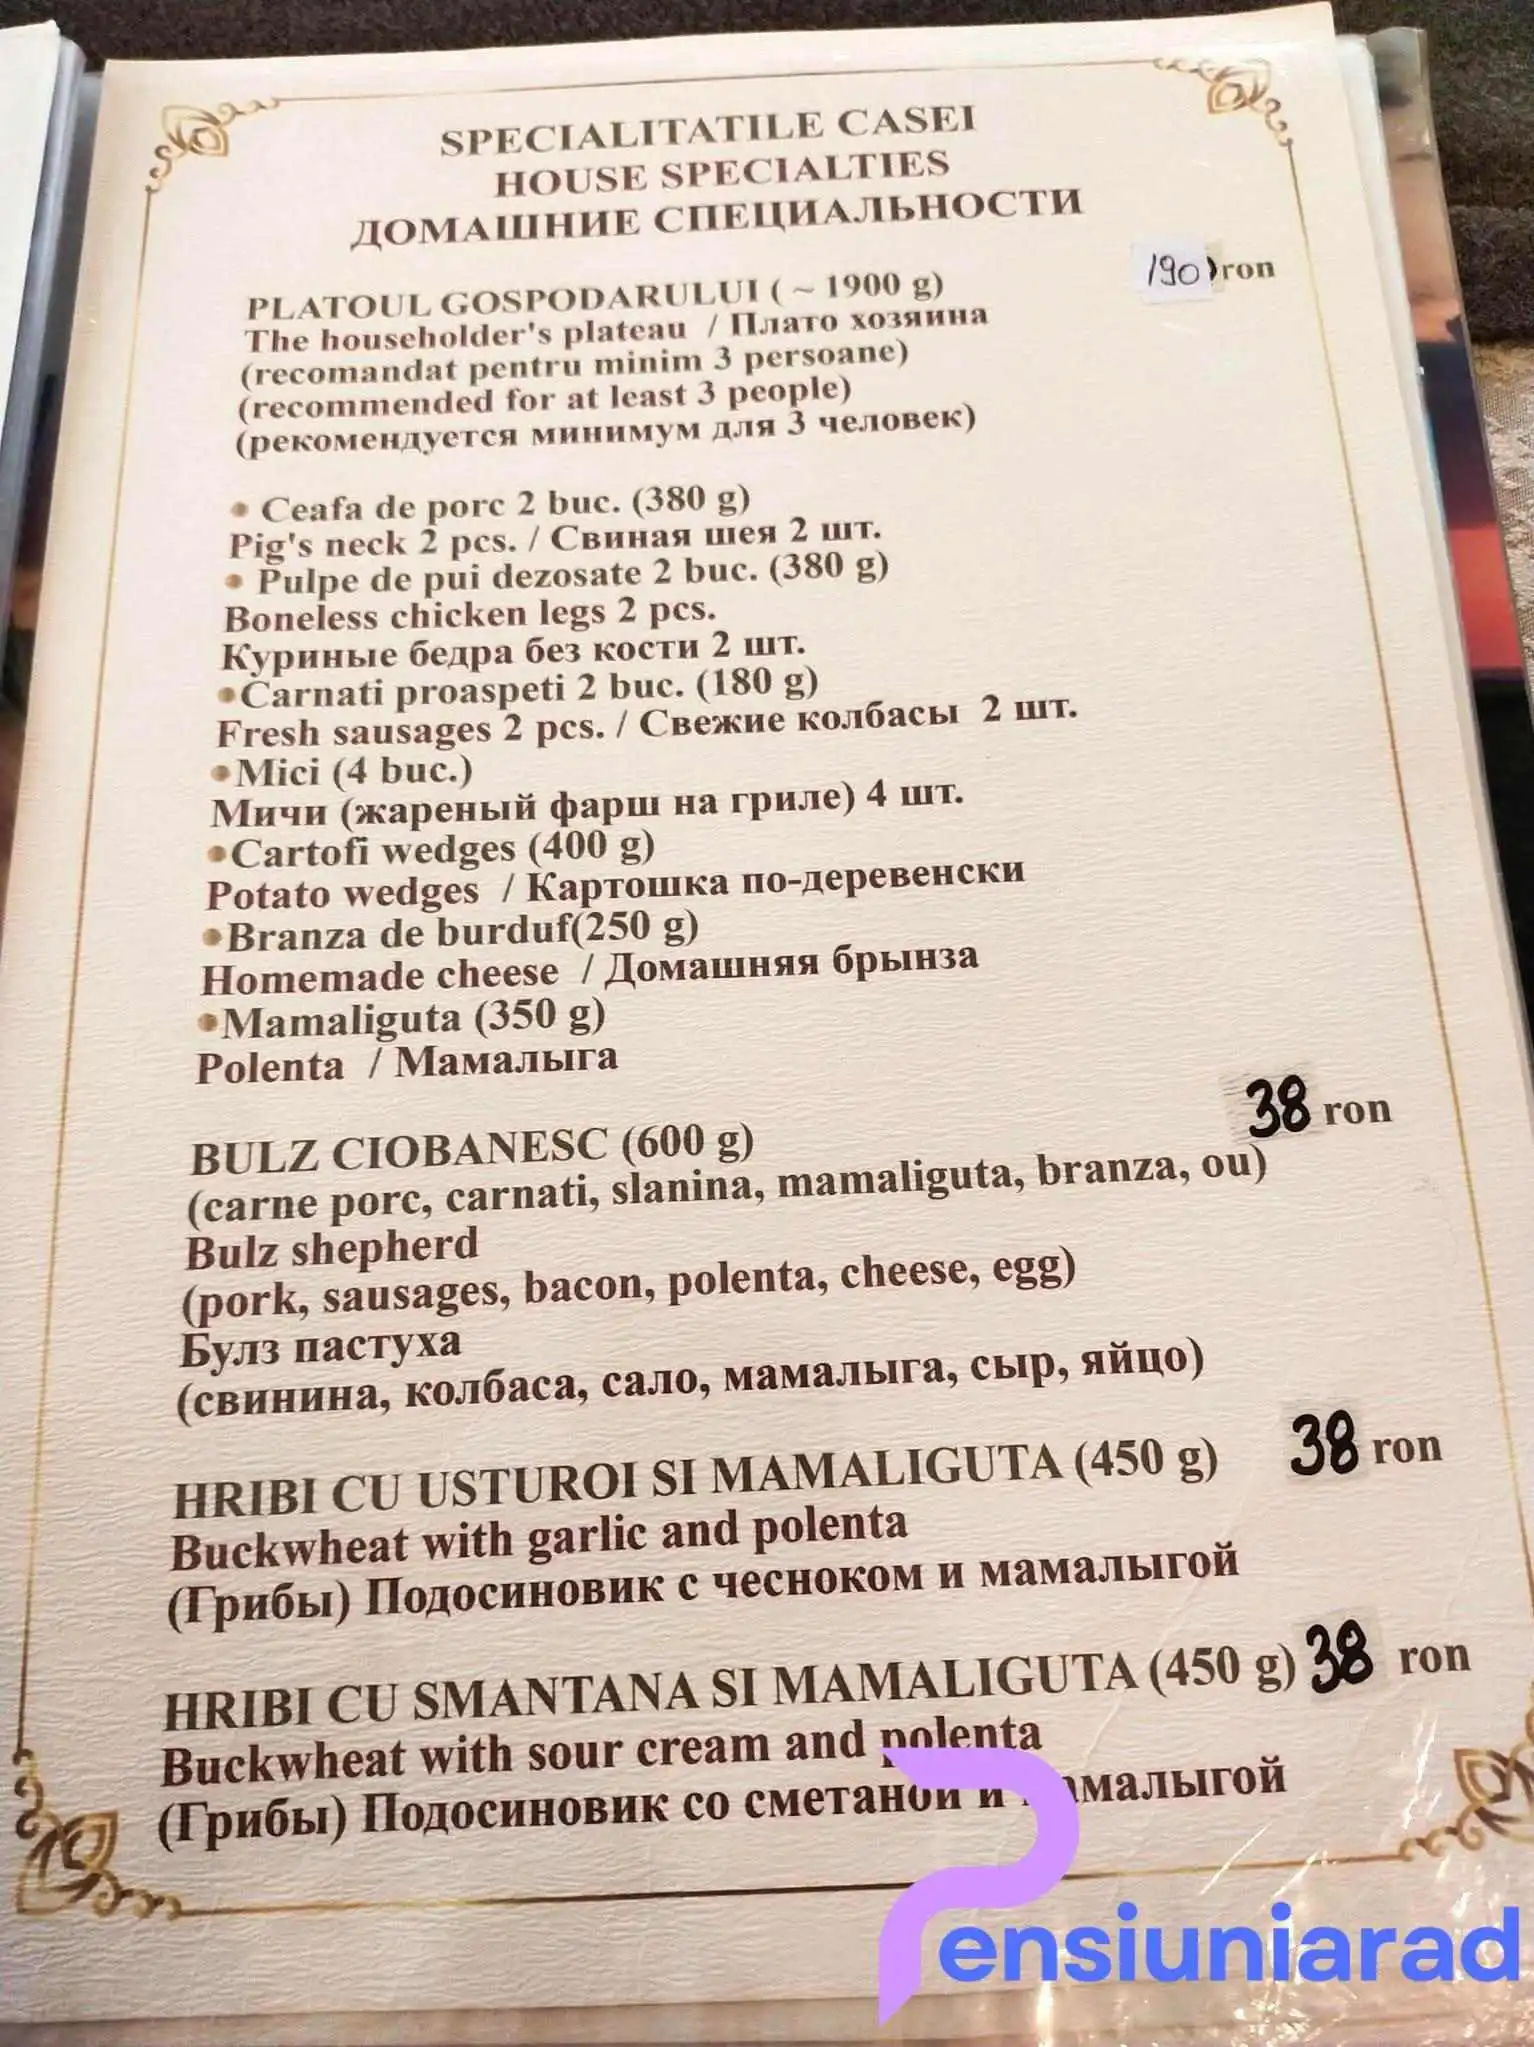 SPECIALITATILE CASEI
HOUSE SPECIALTIES
ДОМАШНИЕ СПЕЦИАЛЬНОСТИ
PLATOUL GOSPODARULUI ( ~ 1900 g) 190 ron
The householder's plateau / Плато хозяина
(recomandat pentru minim 3 persoane)
(recommended for at least 3 people)
(рекомендуется минимум для 3 человек)
• Ceafa de porc 2 buc. (380 g)
Pig's neck 2 pcs. / Свиная шея 2 шт.
• Pulpe de pui dezosate 2 buc. (380 g)
Boneless chicken legs 2 pcs.
Куриные бедра без кости 2 шт.
•Carnati proaspeti 2 buc. (180 g)
Fresh sausages 2 pcs. / Свежие колбасы 2 шт.
•Mici (4 buc.)
Мичи (жареный фарш на гриле) 4 шт.
•Cartofi wedges (400 g)
Potato wedges / Картошка по-деревенски
•Branza de burduf(250 g)
Homemade cheese / Домашняя брынза
•Mamaliguta (350 g)
Polenta / Мамалыга
BULZ CIOBANESC (600 g) 38 ron
(carne porc, carnati, slanina, mamaliguta, branza, ou)
Bulz shepherd
(pork, sausages, bacon, polenta, cheese, egg)
Булз пастуха
(свинина, колбаса, сало, мамалыга, сыр, яйцо)
HRIBI CU USTUROI SI MAMALIGUTA (450 g) 38 ron
Buckwheat with garlic and polenta
(Грибы) Подосиновик с чесноком и мамалыгой
HRIBI CU SMANTANA SI MAMALIGUTA (450 g) 38 ron
Buckwheat with sour cream and polenta
(Грибы) Подосиновик со сметаной и мамалыгой
Pensiuniarad